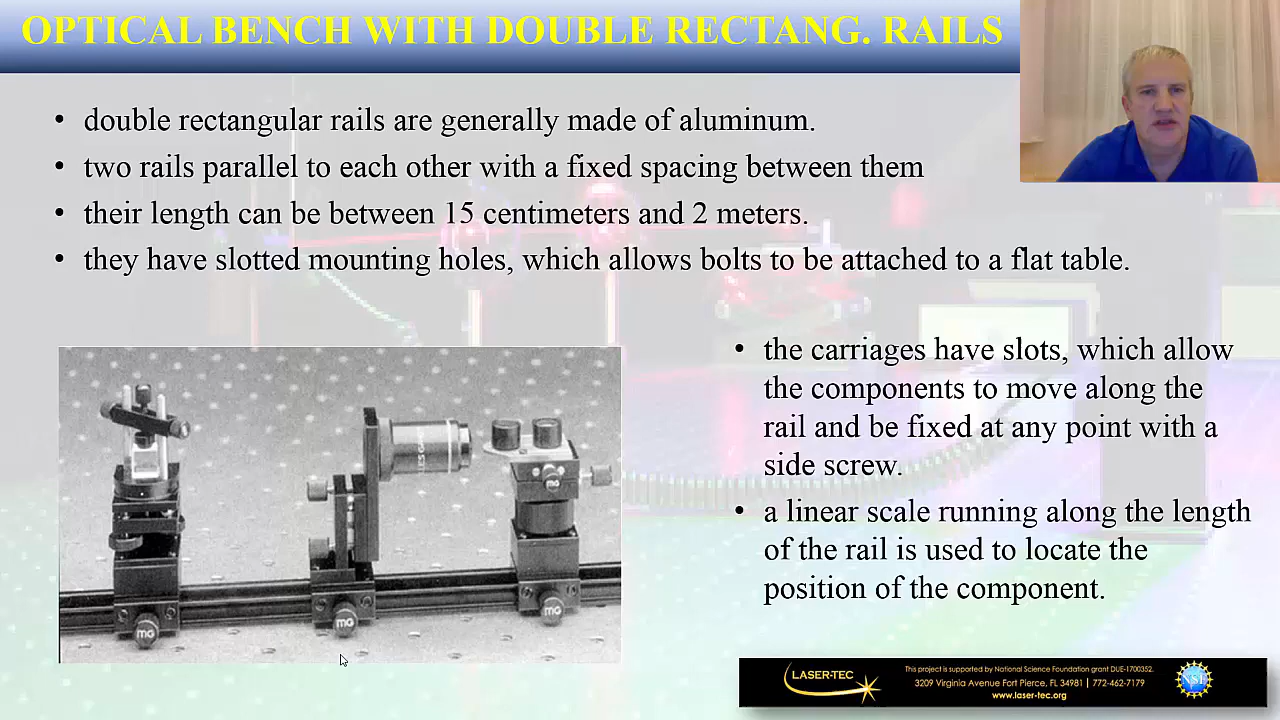 OPTICAL BENCH WITH DOUBLE RECTANG. RAILS
• double rectangular rails are generally made of aluminum.
• two rails parallel to each other with a fixed spacing between them
• their length can be between 15 centimeters and 2 meters.
• they have slotted mounting holes, which allows bolts to be attached to a flat table.
• the carriages have slots, which allow
the components to move along the
rail and be fixed at any point with a
side screw.
• a linear scale running along the length
of the rail is used to locate the
position of the component.
MG
MG
MG
MG
LASER-TEC
This project is supported by National Science Foundation grant DUE-1700352.
3209 Virginia Avenue Fort Pierce, FL 34981 | 772-462-7179
www.laser-tec.org
NSF